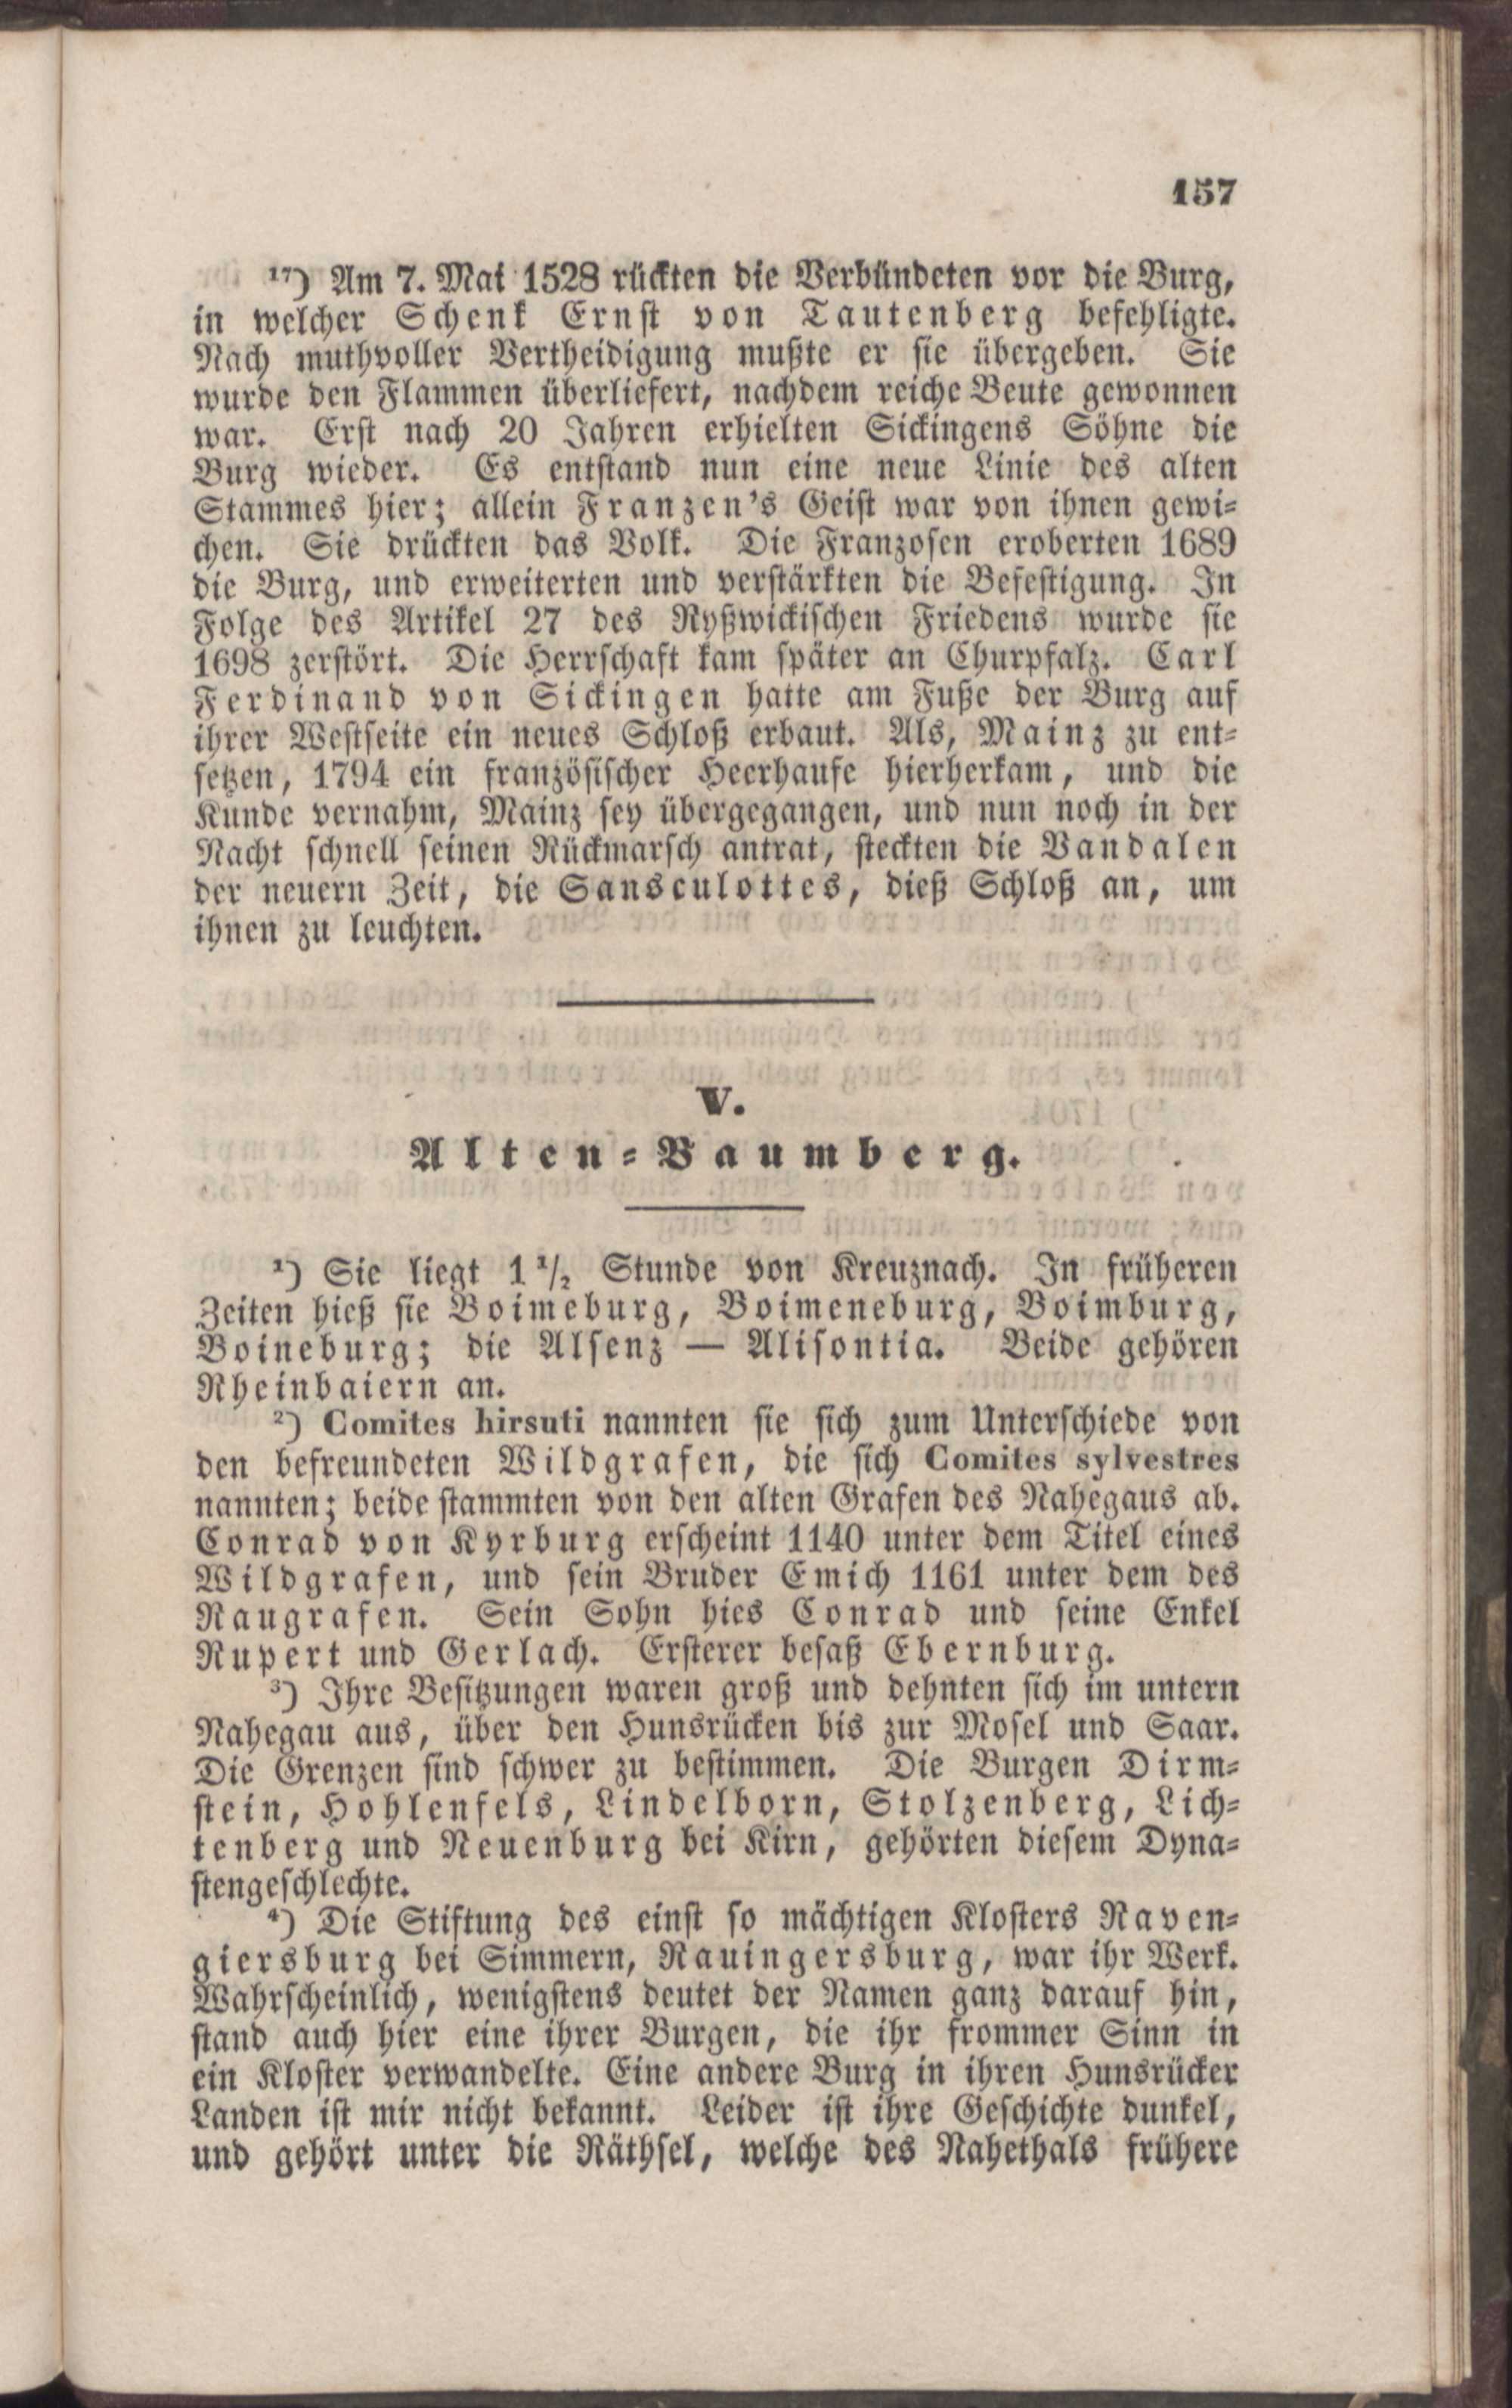 157
¹⁷) Am 7. Mai 1528 rückten die Verbündeten vor die Burg,
in welcher Schenk Ernst von Tautenberg befehligte.
Nach muthvoller Vertheidigung mußte er sie übergeben. Sie
wurde den Flammen überliefert, nachdem reiche Beute gewonnen
war. Erst nach 20 Jahren erhielten Sickingens Söhne die
Burg wieder. Es entstand nun eine neue Linie des alten
Stammes hier; allein Franzen's Geist war von ihnen gewi-
chen. Sie drückten das Volk. Die Franzosen eroberten 1689
die Burg, und erweiterten und verstärkten die Befestigung. In
Folge des Artikel 27 des Ryßwickischen Friedens wurde sie
1698 zerstört. Die Herrschaft kam später an Churpfalz. Carl
Ferdinand von Sickingen hatte am Fuße der Burg auf
ihrer Westseite ein neues Schloß erbaut. Als, Mainz zu ent-
setzen, 1794 ein französischer Heerhaufe hierherkam, und die
Kunde vernahm, Mainz sey übergegangen, und nun noch in der
Nacht schnell seinen Rückmarsch antrat, steckten die Vandalen
der neuern Zeit, die Sansculottes, dieß Schloß an, um
ihnen zu leuchten.
V.
Alten-Baumberg.
¹) Sie liegt 1 ½ Stunde von Kreuznach. In früheren
Zeiten hieß sie Boimeburg, Boimeneburg, Boimburg,
Boineburg; die Alsenz — Alisontia. Beide gehören
Rheinbaiern an.
²) Comites hirsuti nannten sie sich zum Unterschiede von
den befreundeten Wildgrafen, die sich Comites sylvestres
nannten; beide stammten von den alten Grafen des Nahegaus ab.
Conrad von Kyrburg erscheint 1140 unter dem Titel eines
Wildgrafen, und sein Bruder Emich 1161 unter dem des
Raugrafen. Sein Sohn hies Conrad und seine Enkel
Rupert und Gerlach. Ersterer besaß Ebernburg.
³) Ihre Besitzungen waren groß und dehnten sich im untern
Nahegau aus, über den Hunsrücken bis zur Mosel und Saar.
Die Grenzen sind schwer zu bestimmen. Die Burgen Dirm-
stein, Hohlenfels, Lindelborn, Stolzenberg, Lich-
tenberg und Neuenburg bei Kirn, gehörten diesem Dyna-
stengeschlechte.
⁴) Die Stiftung des einst so mächtigen Klosters Raven-
giersburg bei Simmern, Rauingersburg, war ihr Werk.
Wahrscheinlich, wenigstens deutet der Namen ganz darauf hin,
stand auch hier eine ihrer Burgen, die ihr frommer Sinn in
ein Kloster verwandelte. Eine andere Burg in ihren Hunsrücker
Landen ist mir nicht bekannt. Leider ist ihre Geschichte dunkel,
und gehört unter die Räthsel, welche des Nahethals frühere